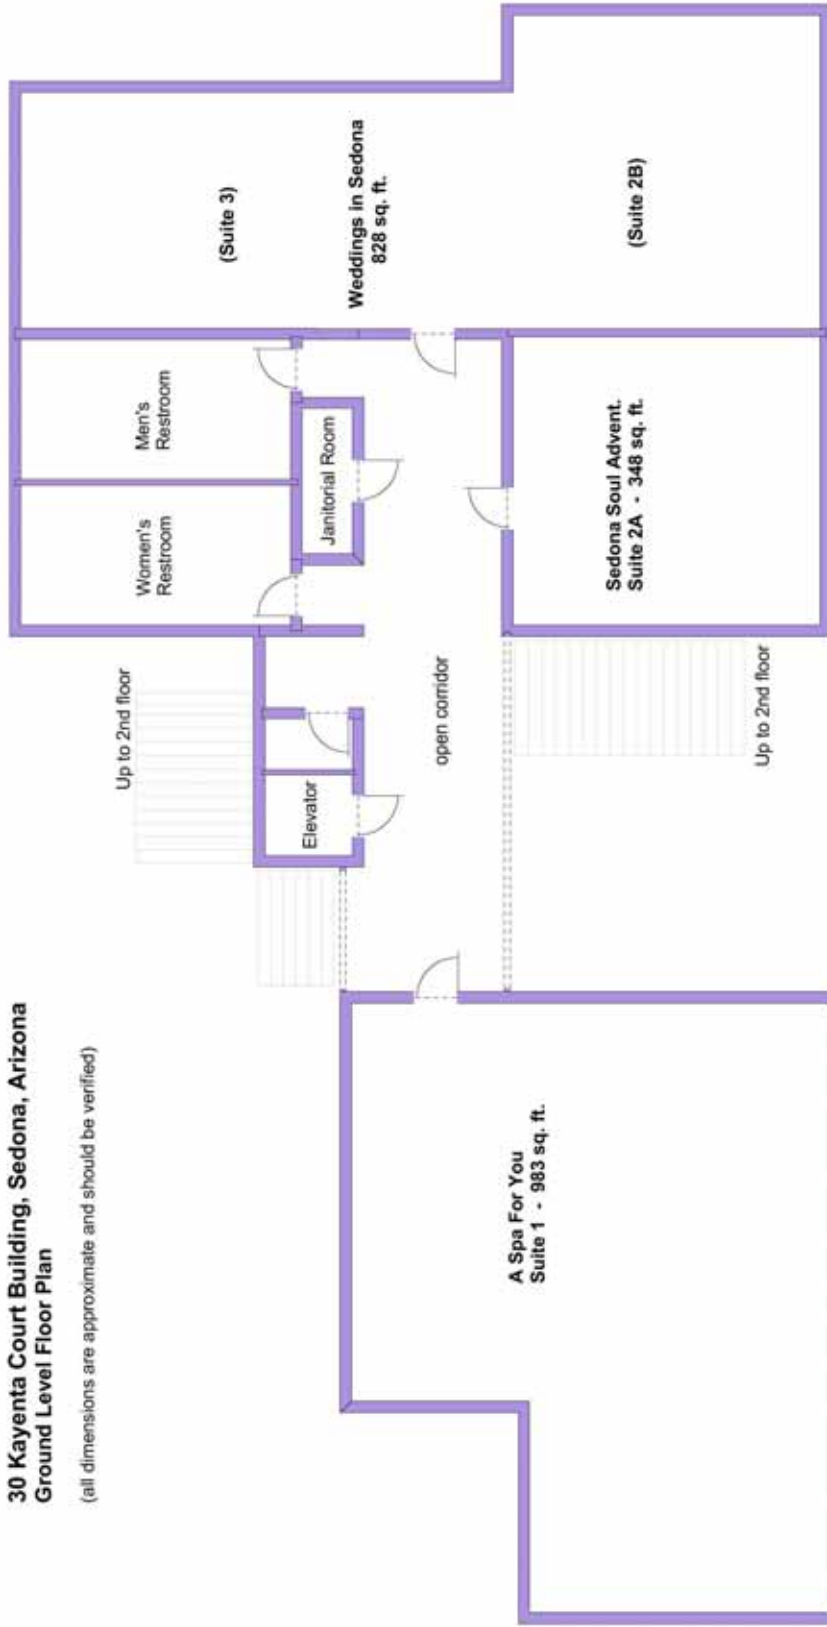 30 Kayenta Court Building, Sedona, Arizona
Ground Level Floor Plan
(all dimensions are approximate and should be verified)
A Spa For You
Suite 1 - 983 sq. ft.
Up to 2nd floor
Elevator
open corridor
Up to 2nd floor
Women's
Restroom
Men's
Restroom
Janitorial Room
Sedona Soul Advent.
Suite 2A - 348 sq. ft.
(Suite 3)
Weddings in Sedona
828 sq. ft.
(Suite 2B)